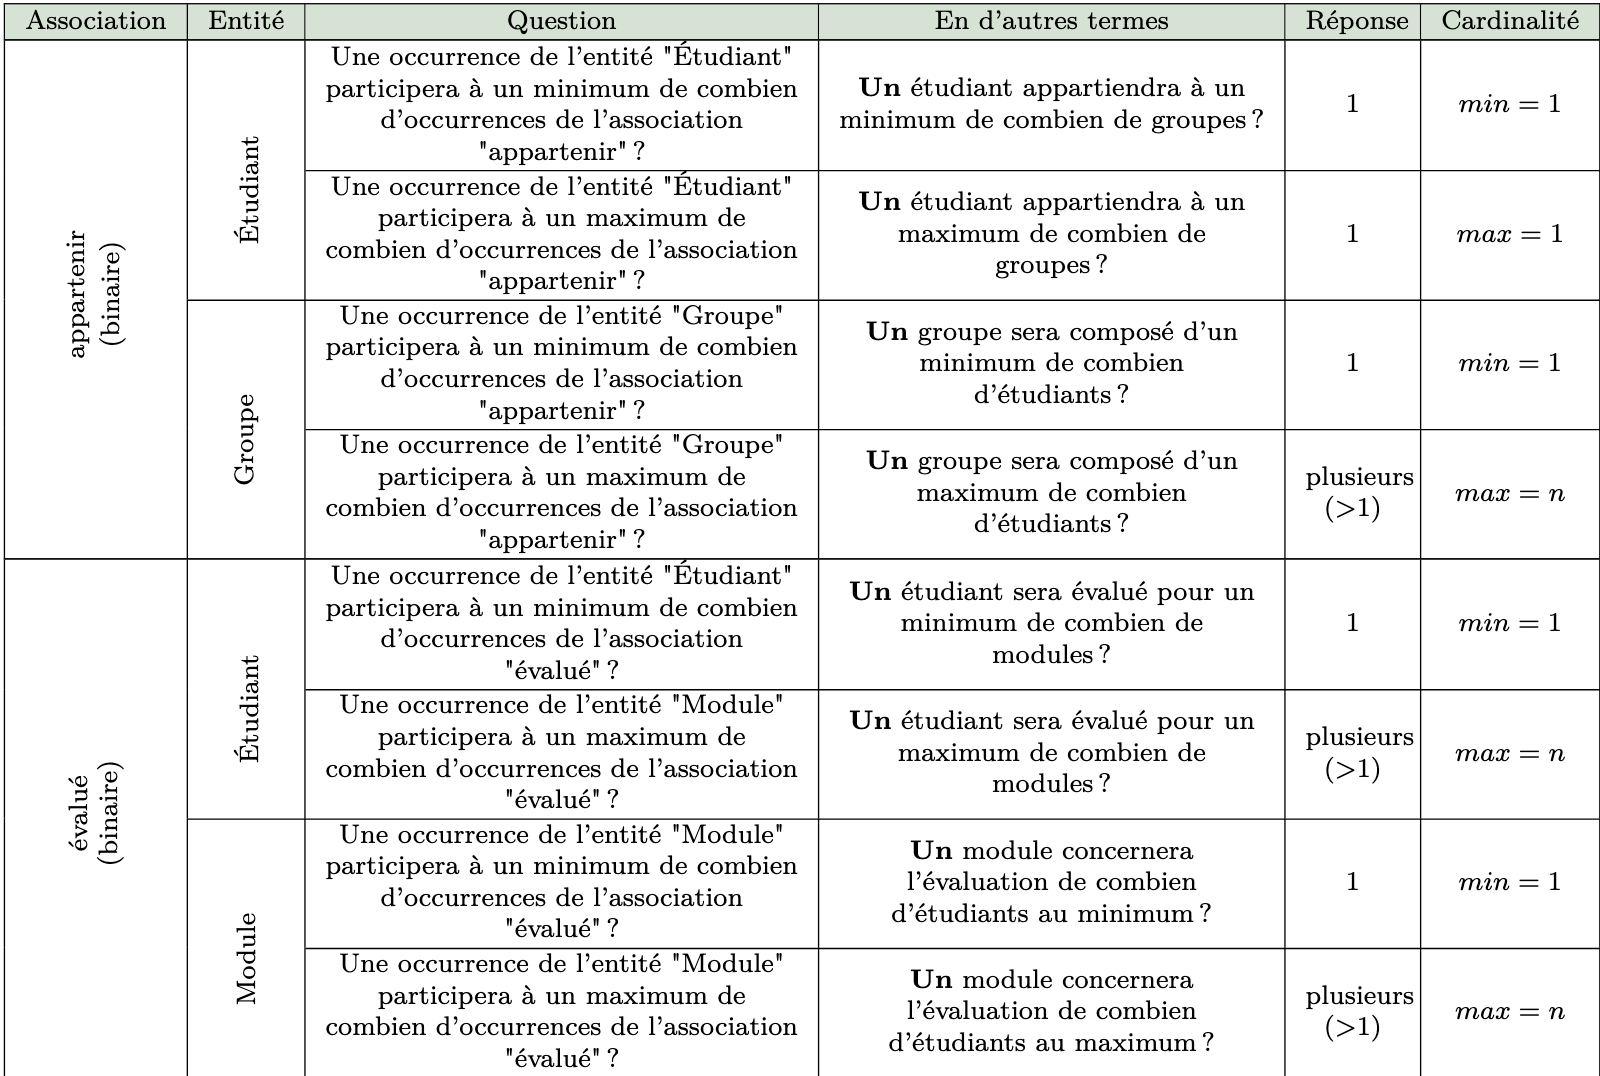 Association Entité Question En d'autres termes Réponse Cardinalité
appartenir
(binaire)
Étudiant
Une occurrence de l'entité "Étudiant"
participera à un minimum de combien
d'occurrences de l'association
"appartenir" ?
Un étudiant appartiendra à un
minimum de combien de groupes ?
1
min = 1
Une occurrence de l'entité "Étudiant"
participera à un maximum de
combien d'occurrences de l'association
"appartenir" ?
Un étudiant appartiendra à un
maximum de combien de
groupes ?
1
max = 1
Groupe
Une occurrence de l'entité "Groupe"
participera à un minimum de combien
d'occurrences de l'association
"appartenir" ?
Un groupe sera composé d'un
minimum de combien
d'étudiants ?
1
min = 1
Une occurrence de l'entité "Groupe"
participera à un maximum de
combien d'occurrences de l'association
"appartenir" ?
Un groupe sera composé d'un
maximum de combien
d'étudiants ?
plusieurs
(>1)
max = n
évalué
(binaire)
Étudiant
Une occurrence de l'entité "Étudiant"
participera à un minimum de combien
d'occurrences de l'association
"évalué" ?
Un étudiant sera évalué pour un
minimum de combien de
modules ?
1
min = 1
Une occurrence de l'entité "Module"
participera à un maximum de
combien d'occurrences de l'association
"évalué" ?
Un étudiant sera évalué pour un
maximum de combien de
modules ?
plusieurs
(>1)
max = n
Module
Une occurrence de l'entité "Module"
participera à un minimum de combien
d'occurrences de l'association
"évalué" ?
Un module concernera
l'évaluation de combien
d'étudiants au minimum ?
1
min = 1
Une occurrence de l'entité "Module"
participera à un maximum de
combien d'occurrences de l'association
"évalué" ?
Un module concernera
l'évaluation de combien
d'étudiants au maximum ?
plusieurs
(>1)
max = n